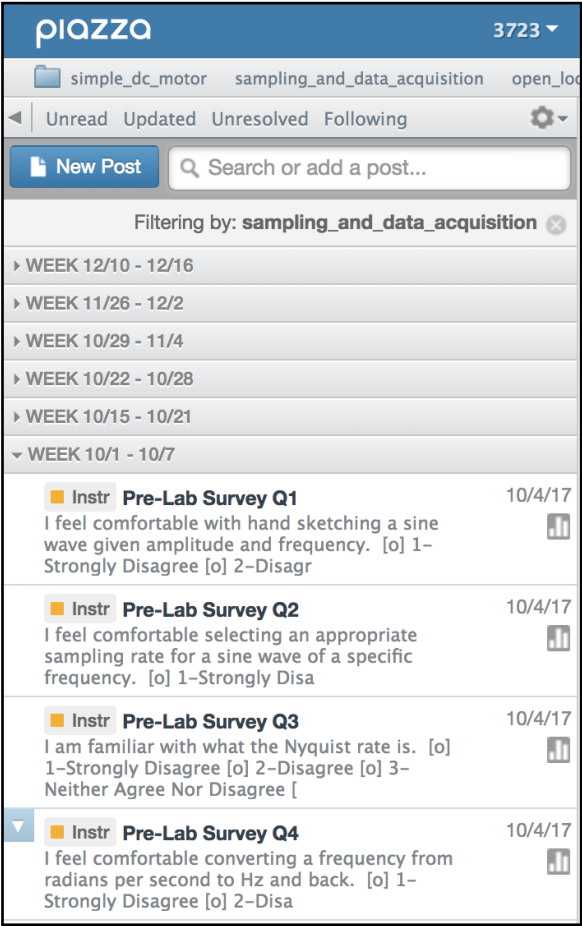 piazza
3723
simple_dc_motor sampling_and_data_acquisition open_loo
Unread Updated Unresolved Following
New Post Search or add a post...
Filtering by: sampling_and_data_acquisition
WEEK 12/10 - 12/16
WEEK 11/26 - 12/2
WEEK 10/29 - 11/4
WEEK 10/22 - 10/28
WEEK 10/15 - 10/21
WEEK 10/1 - 10/7
Instr Pre-Lab Survey Q1 10/4/17
I feel comfortable with hand sketching a sine
wave given amplitude and frequency. [o] 1-
Strongly Disagree [o] 2-Disagr
Instr Pre-Lab Survey Q2 10/4/17
I feel comfortable selecting an appropriate
sampling rate for a sine wave of a specific
frequency. [o] 1-Strongly Disa
Instr Pre-Lab Survey Q3 10/4/17
I am familiar with what the Nyquist rate is. [o]
1-Strongly Disagree [o] 2-Disagree [o] 3-
Neither Agree Nor Disagree [
Instr Pre-Lab Survey Q4 10/4/17
I feel comfortable converting a frequency from
radians per second to Hz and back. [o] 1-
Strongly Disagree [o] 2-Disa